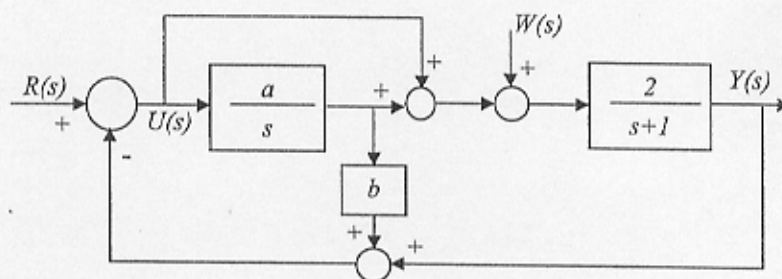 W(s)
R(s)
+
U(s)
a
s
+
+
+
2
s+1
Y(s)
-
b
+
+